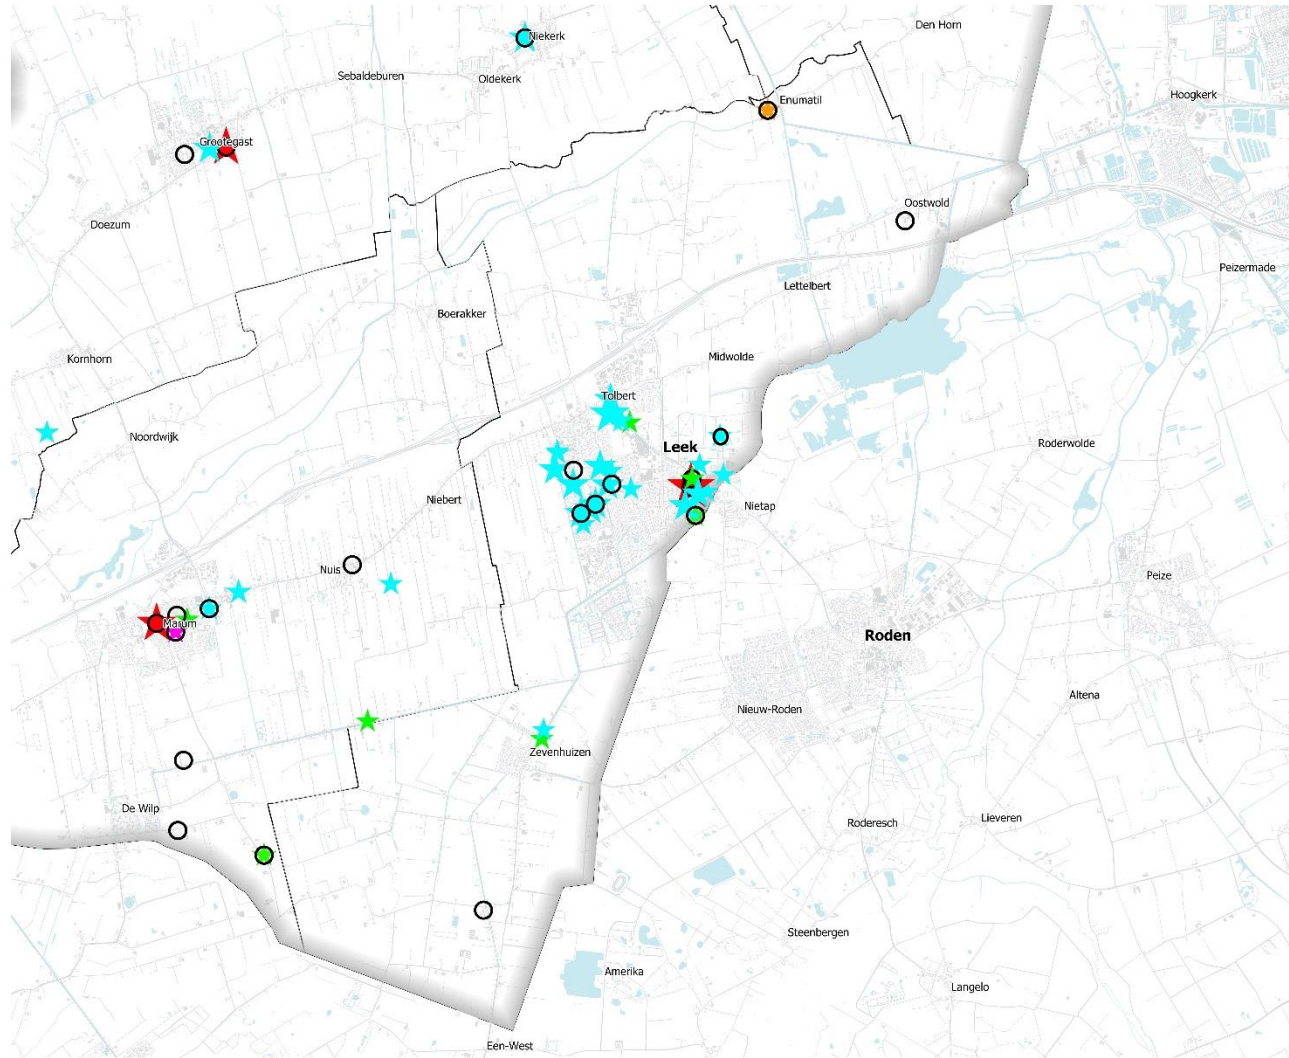 Den Horn
Niekerk
Sebaldeburen
Oldekerk
Hoogkerk
Enumatil
Grootegast
Oostwold
Doezum
Peizermade
Lettelbert
Boerakker
Kornhorn
Midwolde
Tolbert
Noordwijk
Leek
Roderwolde
Niebert
Nietap
Nuis
Peize
Marum
Roden
Altena
Nieuw-Roden
Zevenhuizen
De Wilp
Lieveren
Roderesch
Steenbergen
Amerika
Langelo
Een-West